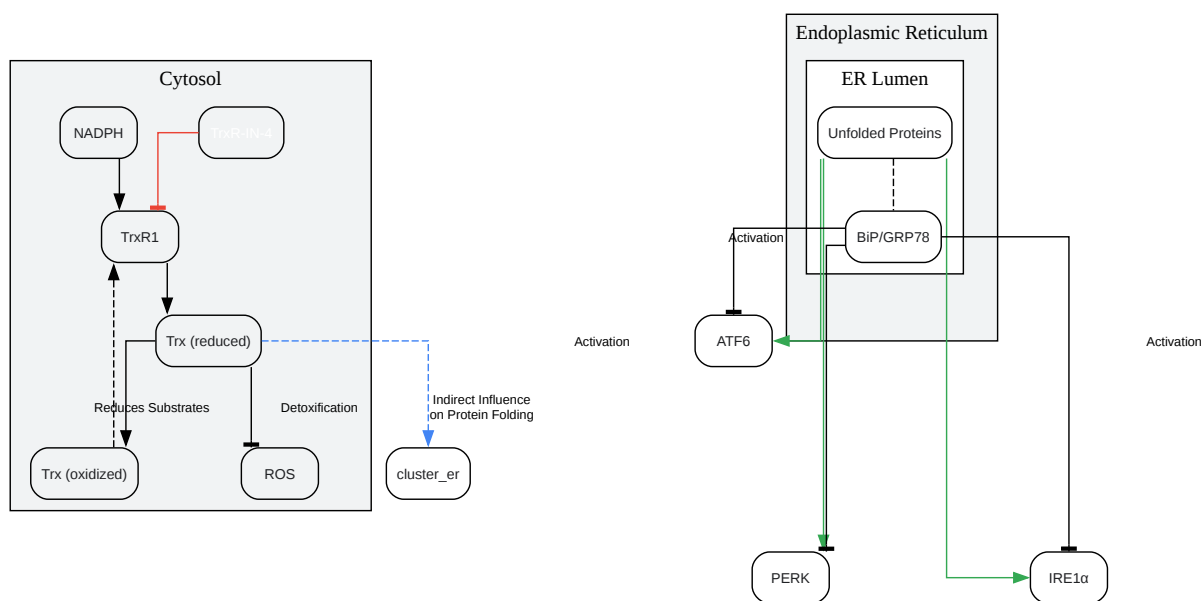 Endoplasmic Reticulum
Cytosol
ER Lumen
NADPH
TrxR-IN-4
Unfolded Proteins
TrxR1
Activation
BiP/GRP78
Trx (reduced)
Activation
ATF6
Activation
Reduces Substrates
Detoxification
Indirect Influence
on Protein Folding
Trx (oxidized)
ROS
cluster_er
PERK
IRE1α